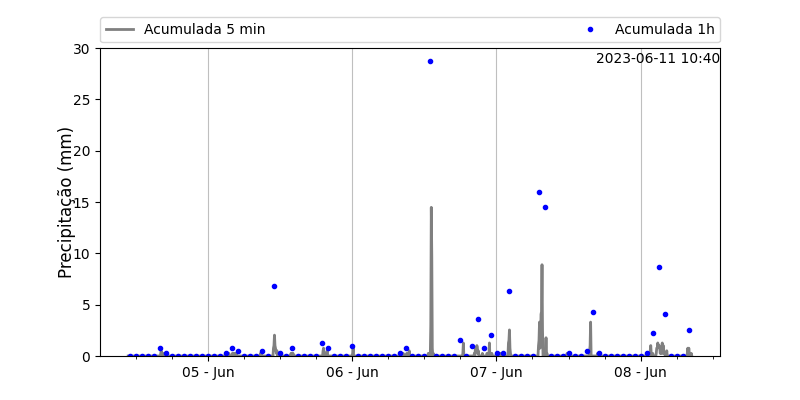 Acumulada 5 min
Acumulada 1h
2023-06-11 10:40
Precipitação (mm)
30
25
20
15
10
5
0
05 - Jun
06 - Jun
07 - Jun
08 - Jun